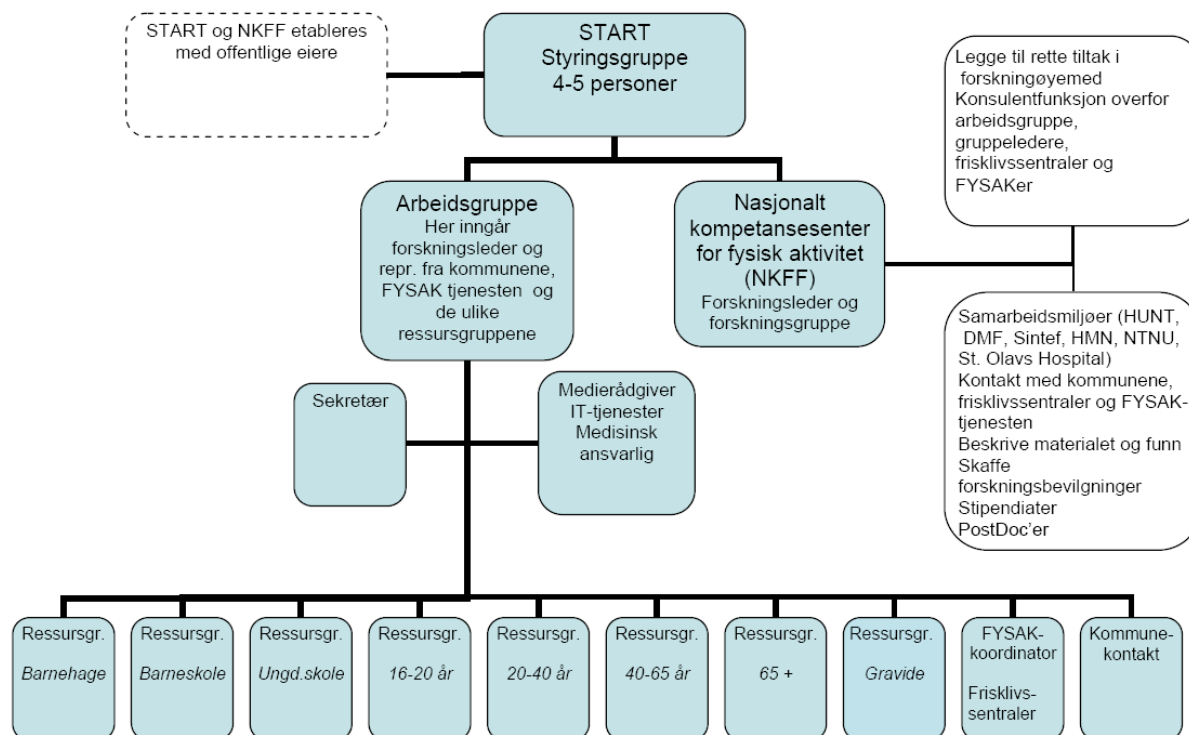 START og NKFF etableres
med offentlige eiere
START
Styringsgruppe
4-5 personer
Legge til rette tiltak i
forskningøyemed
Konsulentfunksjon overfor
arbeidsgruppe,
gruppeledere,
frisklivssentraler og
FYSAKer
Arbeidsgruppe
Her inngår
forskningsleder og
repr. fra kommunene,
FYSAK tjenesten og
de ulike
ressursgruppene
Nasjonalt
kompetansesenter
for fysisk aktivitet
(NKFF)
Forskningsleder og
forskningsgruppe
Samarbeidsmiljøer (HUNT,
DMF, Sintef, HMN, NTNU,
St. Olavs Hospital)
Kontakt med kommunene,
frisklivssentraler og FYSAK-
tjenesten
Beskrive materialet og funn
Skaffe
forskningsbevilgninger
Stipendiater
PostDoc'er
Sekretær
Medierådgiver
IT-tjenester
Medisinsk
ansvarlig
Ressursgr.
Barnehage
Ressursgr.
Barneskole
Ressursgr.
Ungd.skole
Ressursgr.
16-20 år
Ressursgr.
20-40 år
Ressursgr.
40-65 år
Ressursgr.
65 +
Ressursgr.
Gravide
FYSAK-
koordinator
Frisklivs-
sentraler
Kommune-
kontakt